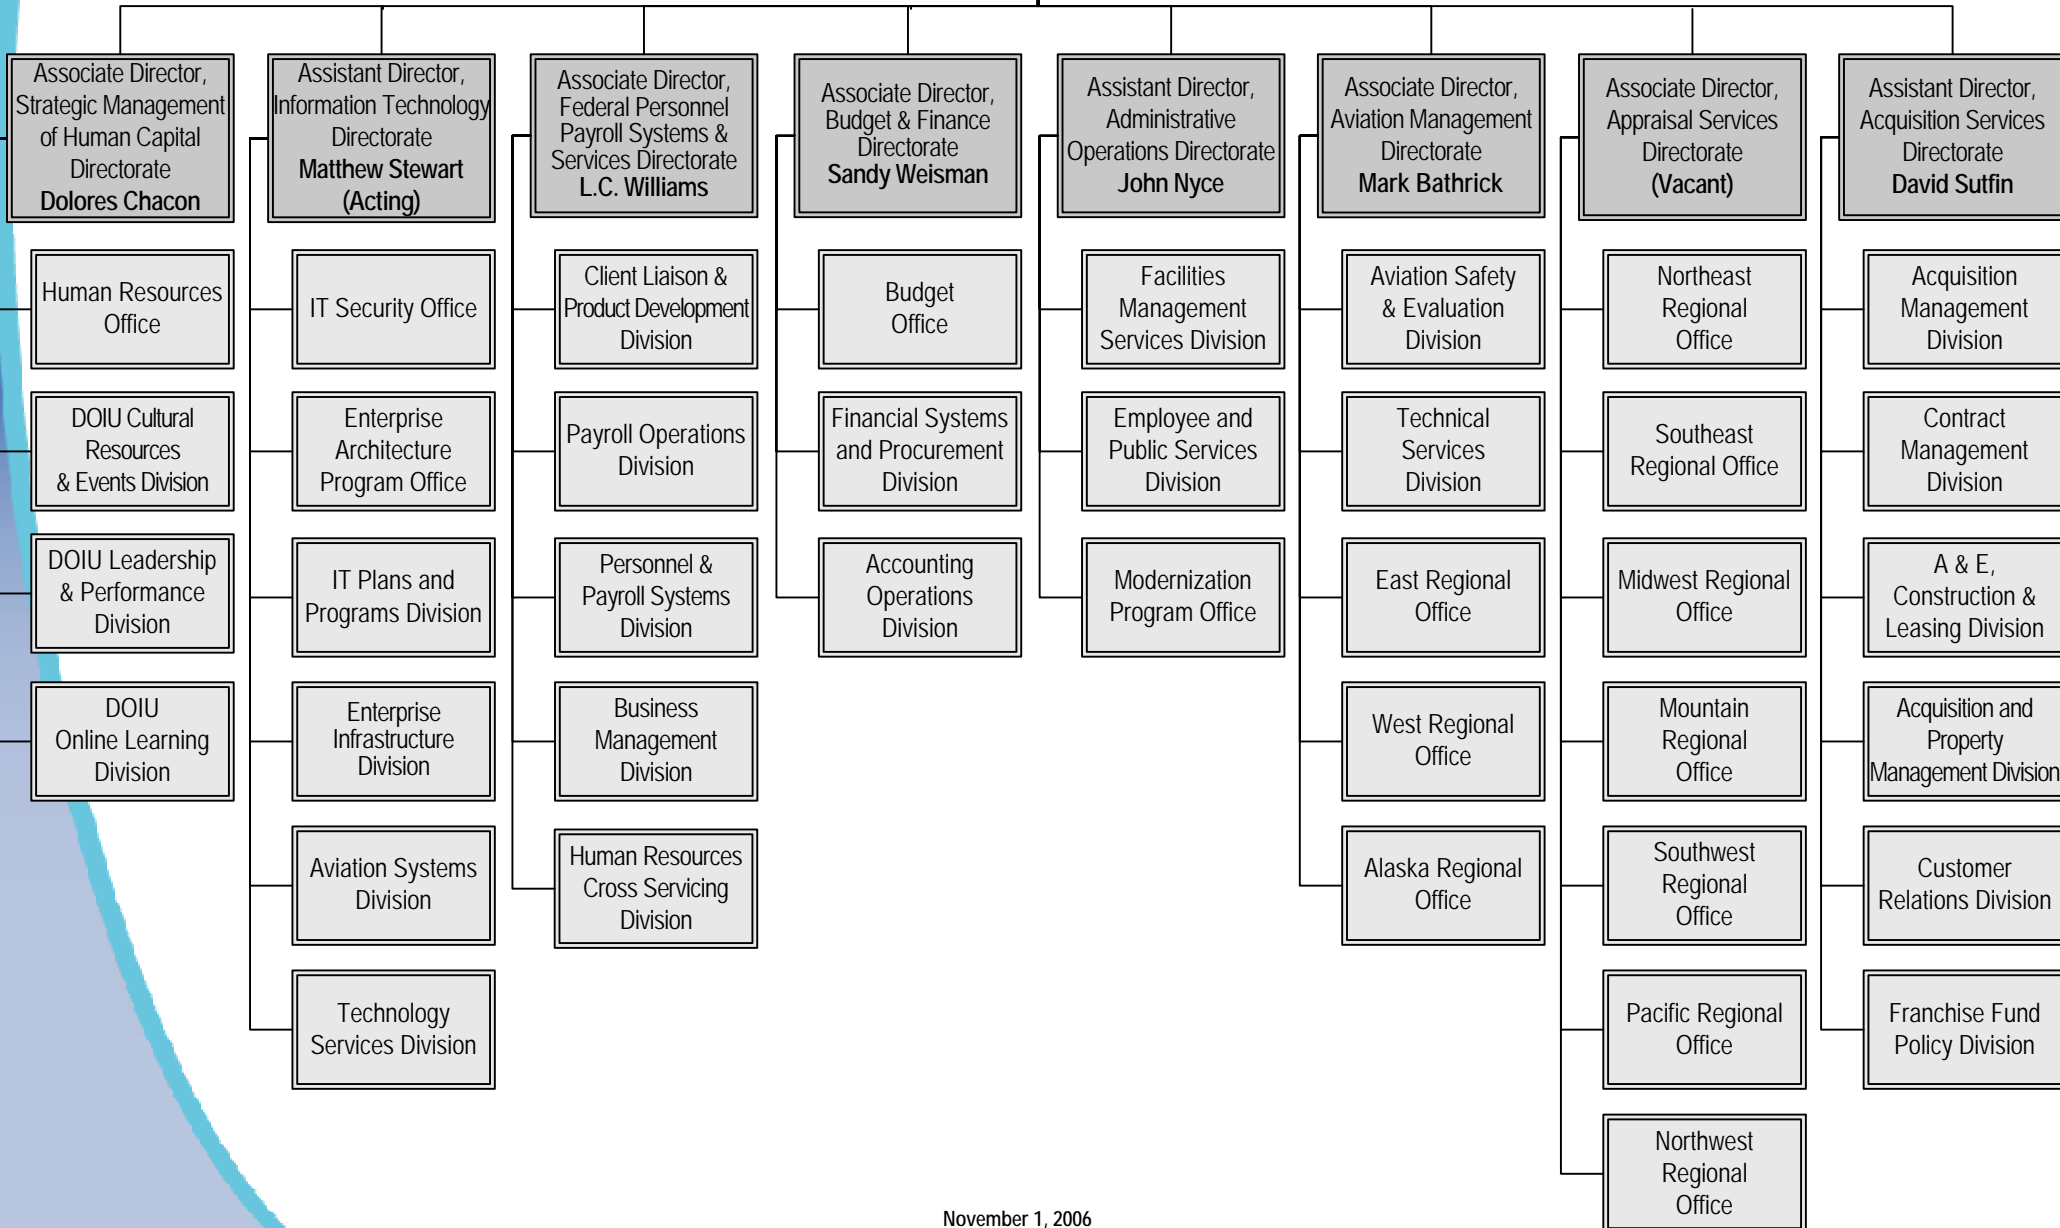 Associate Director,
Strategic Management
of Human Capital
Directorate
Dolores Chacon
Human Resources
Office
DOIU Cultural
Resources
& Events Division
DOIU Leadership
& Performance
Division
DOIU
Online Learning
Division
Assistant Director,
Information Technology
Directorate
Matthew Stewart
(Acting)
IT Security Office
Enterprise
Architecture
Program Office
IT Plans and
Programs Division
Enterprise
Infrastructure
Division
Aviation Systems
Division
Technology
Services Division
Associate Director,
Federal Personnel
Payroll Systems &
Services Directorate
L.C. Williams
Client Liaison &
Product Development
Division
Payroll Operations
Division
Personnel &
Payroll Systems
Division
Business
Management
Division
Human Resources
Cross Servicing
Division
Associate Director,
Budget & Finance
Directorate
Sandy Weisman
Budget
Office
Financial Systems
and Procurement
Division
Accounting
Operations
Division
Assistant Director,
Administrative
Operations Directorate
John Nyce
Facilities
Management
Services Division
Employee and
Public Services
Division
Modernization
Program Office
Associate Director,
Aviation Management
Directorate
Mark Bathrick
Aviation Safety
& Evaluation
Division
Technical
Services
Division
East Regional
Office
West Regional
Office
Alaska Regional
Office
Associate Director,
Appraisal Services
Directorate
(Vacant)
Northeast
Regional
Office
Southeast
Regional Office
Midwest Regional
Office
Mountain
Regional
Office
Southwest
Regional
Office
Pacific Regional
Office
Northwest
Regional
Office
Assistant Director,
Acquisition Services
Directorate
David Sutfin
Acquisition
Management
Division
Contract
Management
Division
A & E,
Construction &
Leasing Division
Acquisition and
Property
Management Division
Customer
Relations Division
Franchise Fund
Policy Division
November 1, 2006